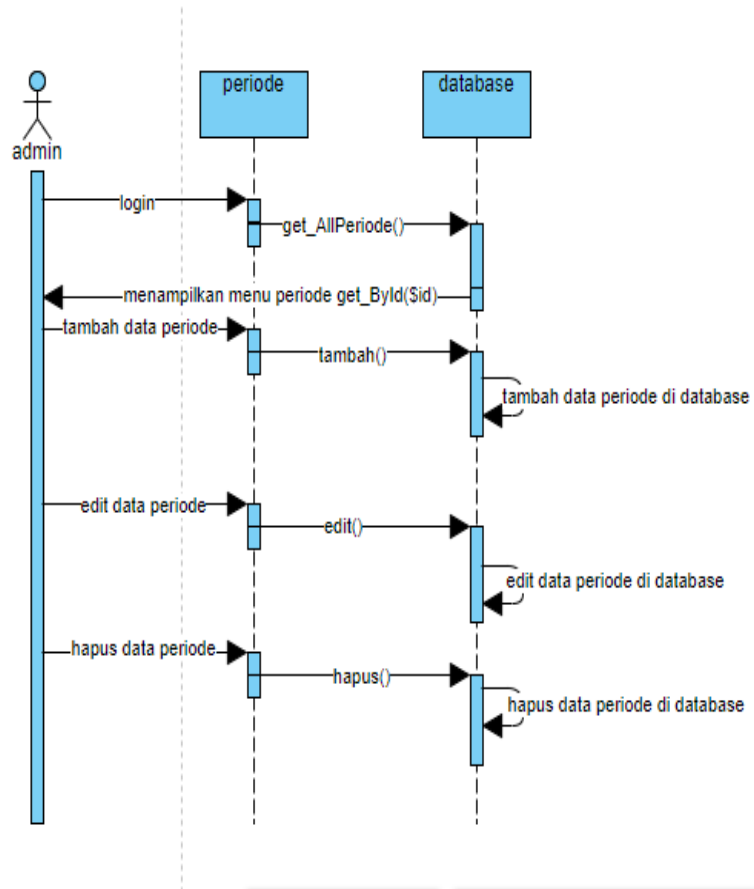 periode
database
admin
login
get_AllPeriode()
menampilkan menu periode get_ById($id)
tambah data periode
tambah()
tambah data periode di database
edit data periode
edit()
edit data periode di database
hapus data periode
hapus()
hapus data periode di database